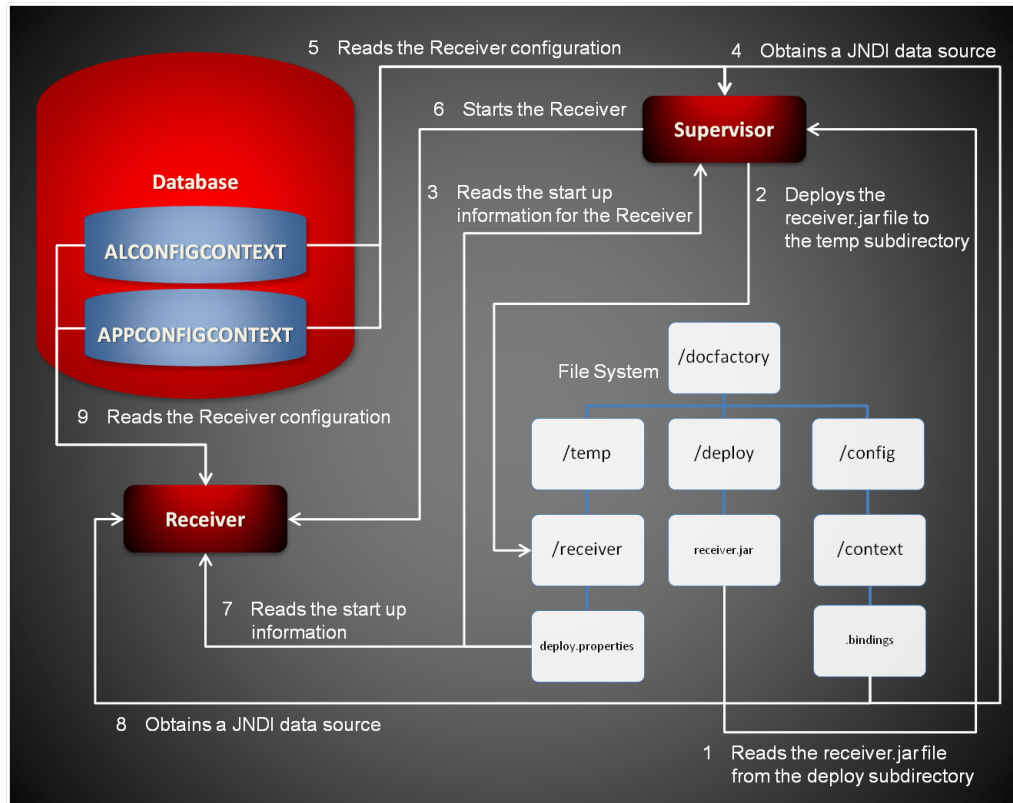 5 Reads the Receiver configuration
4 Obtains a JNDI data source
6 Starts the Receiver
Supervisor
Database
3 Reads the start up
information for the Receiver
2 Deploys the
receiver.jar file to
the temp subdirectory
ALCONFIGCONTEXT
APPCONFIGCONTEXT
File System
/docfactory
9 Reads the Receiver configuration
/temp
/deploy
/config
Receiver
/receiver
receiver.jar
/context
7 Reads the start up
information
deploy.properties
.bindings
8 Obtains a JNDI data source
1 Reads the receiver.jar file
from the deploy subdirectory